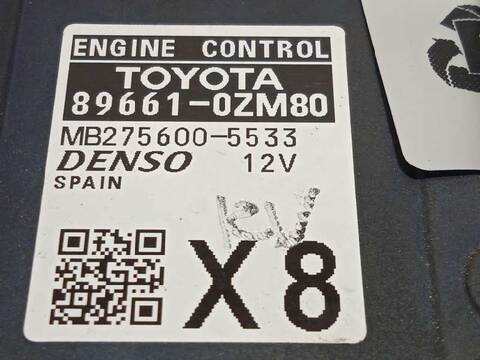 ENGINE CONTROL
TOYOTA
89661-0ZM80
MB275600-5533
DENSO 12V
SPAIN
X8